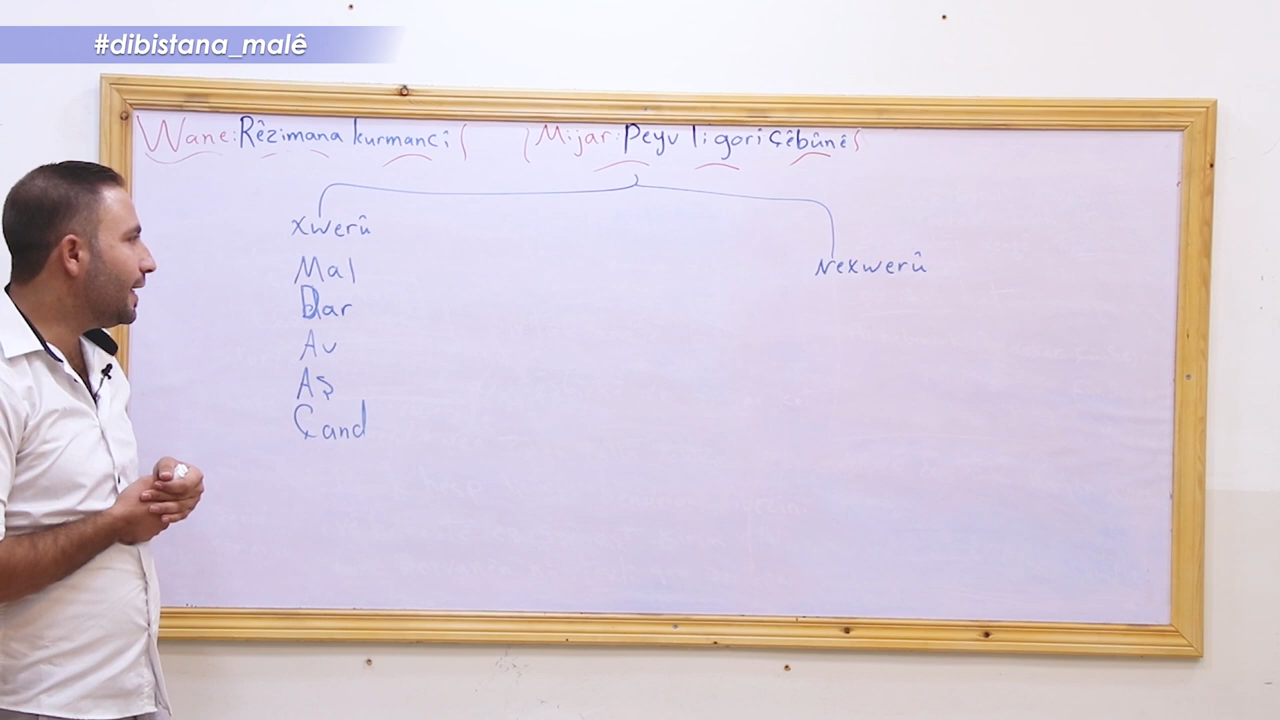 #dibistana_malê
Wane: Rêzimana kurmancî
Mijar: Peyv li gorî Çêbûnê
xwerû
Nexwerû
Mal
Dar
Av
Aş
Çand